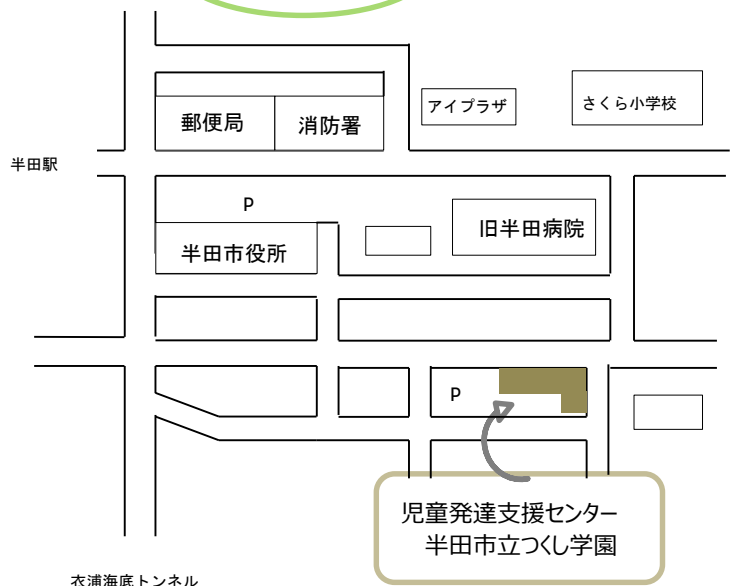 郵便局
消防署
アイプラザ
さくら小学校
半田駅
P
半田市役所
旧半田病院
P
児童発達支援センター
半田市立つくし学園
衣浦海底トンネル